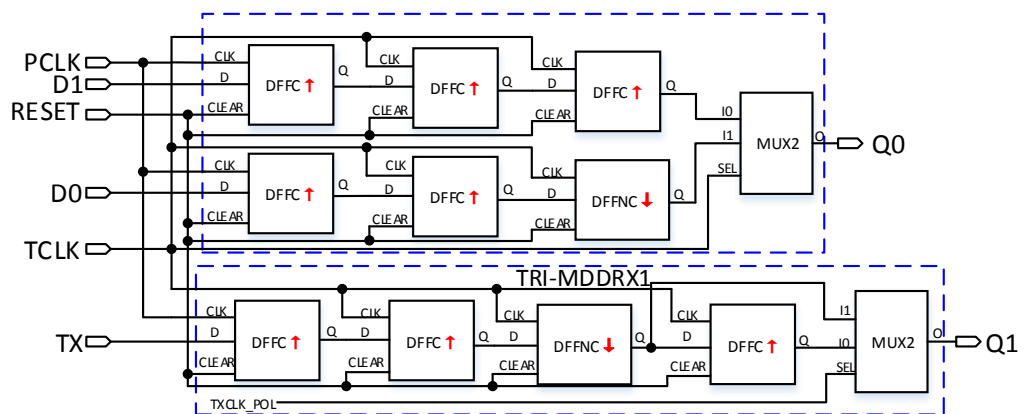 PCLK
D1
RESET
D0
TCLK
TX
CLK
D
CLEAR
DFFC
Q
CLK
D
CLEAR
DFFC
Q
CLK
D
CLEAR
DFFC
Q
I0
I1
SEL
MUX2
O
Q0
CLK
D
CLEAR
DFFC
Q
CLK
D
CLEAR
DFFC
Q
CLK
D
CLEAR
DFFNC
Q
TRI-MDDRX1
CLK
D
CLEAR
DFFC
Q
CLK
D
CLEAR
DFFC
Q
CLK
D
CLEAR
DFFNC
Q
CLK
D
CLEAR
DFFC
Q
I1
I0
SEL
MUX2
O
Q1
TXCLK_POL